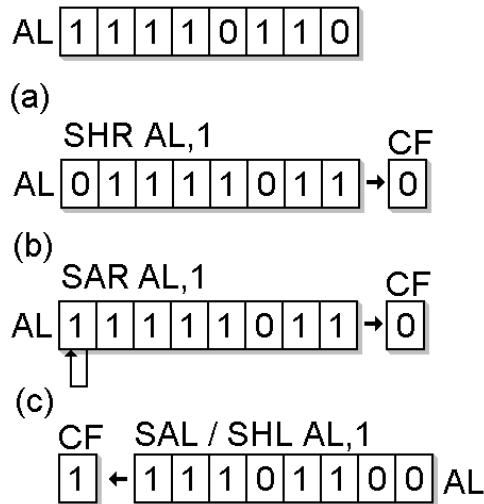 AL 1 1 1 1 0 1 1 0
(a)
SHR AL,1 CF
AL 0 1 1 1 1 0 1 1 → 0
(b)
SAR AL,1 CF
AL 1 1 1 1 1 0 1 1 → 0
(c)
CF SAL / SHL AL,1
1 ← 1 1 1 0 1 1 0 0 AL